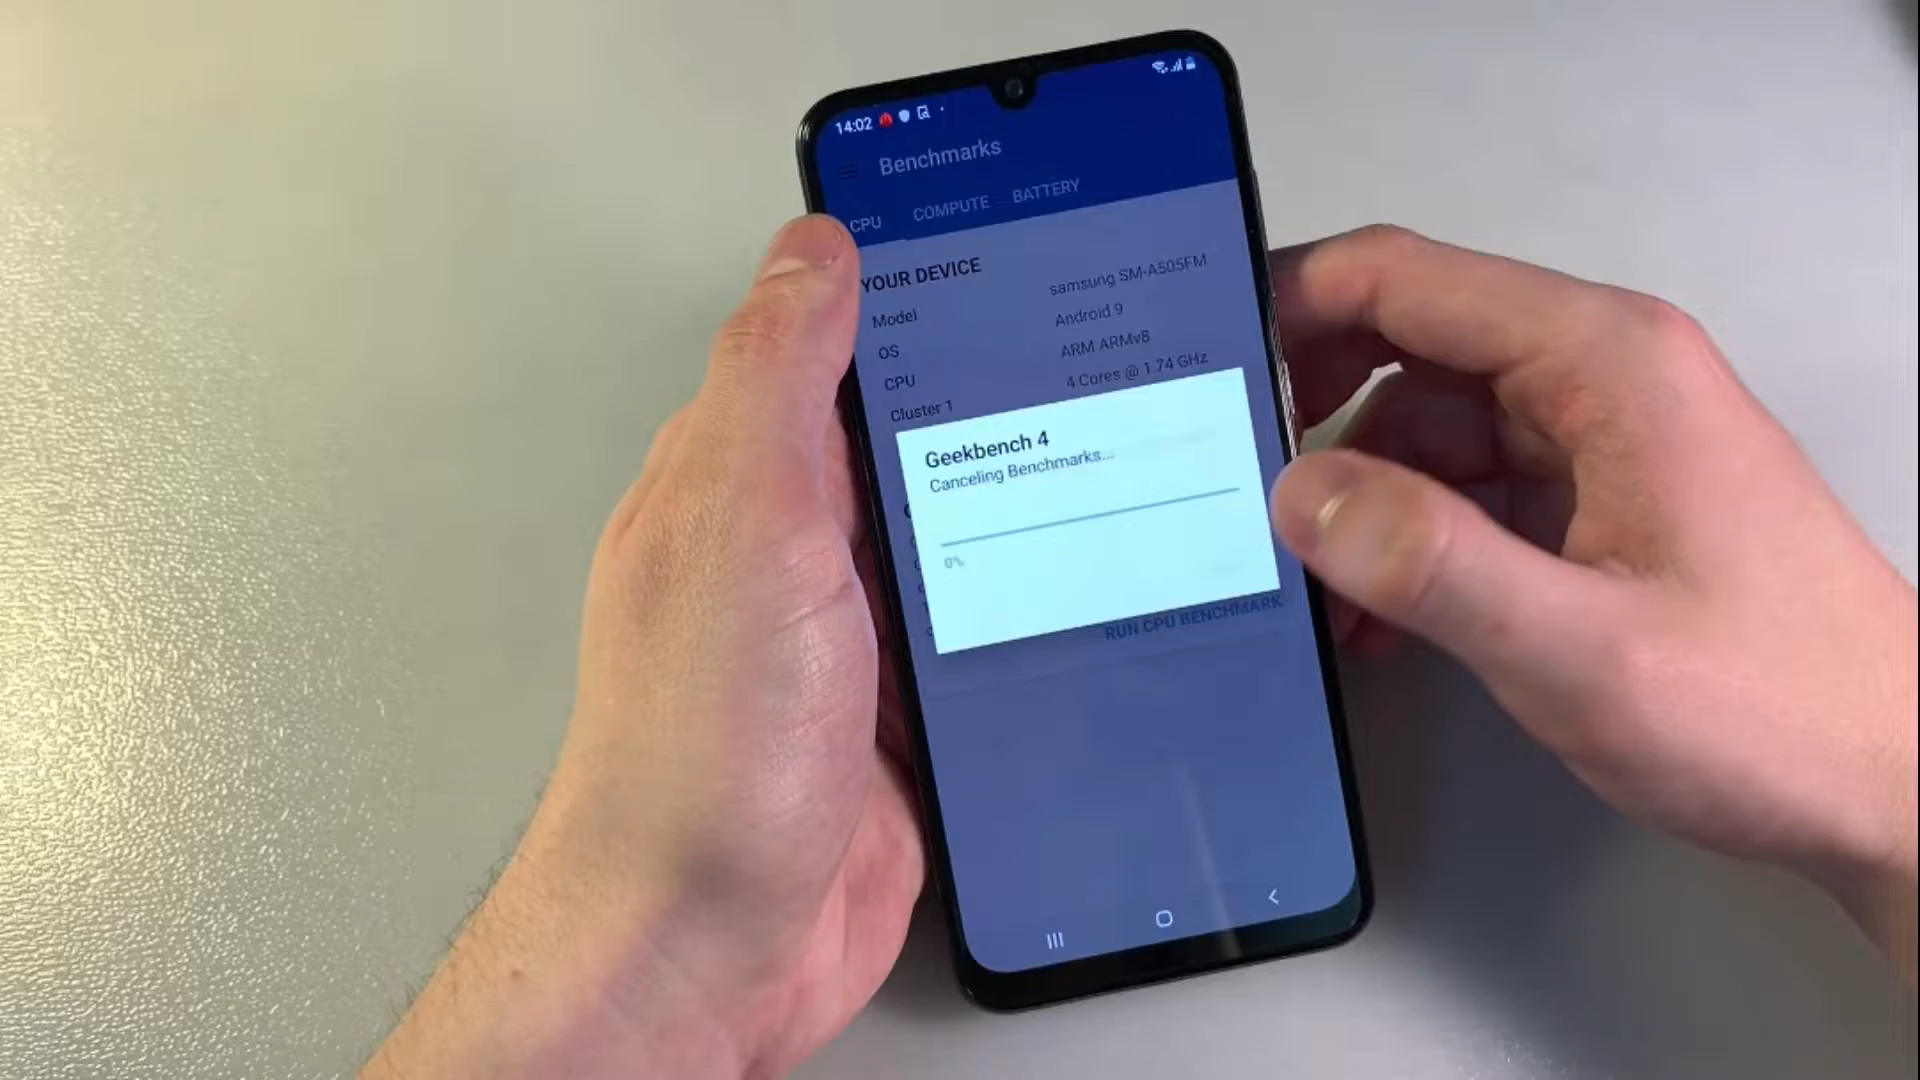 14:02
Benchmarks
CPU COMPUTE BATTERY
YOUR DEVICE
Model samsung SM-A505FM
OS Android 9
CPU ARM ARMv8
Cluster 1 4 Cores @ 1.74 GHz
Geekbench 4
Canceling Benchmarks...
0%
RUN CPU BENCHMARK